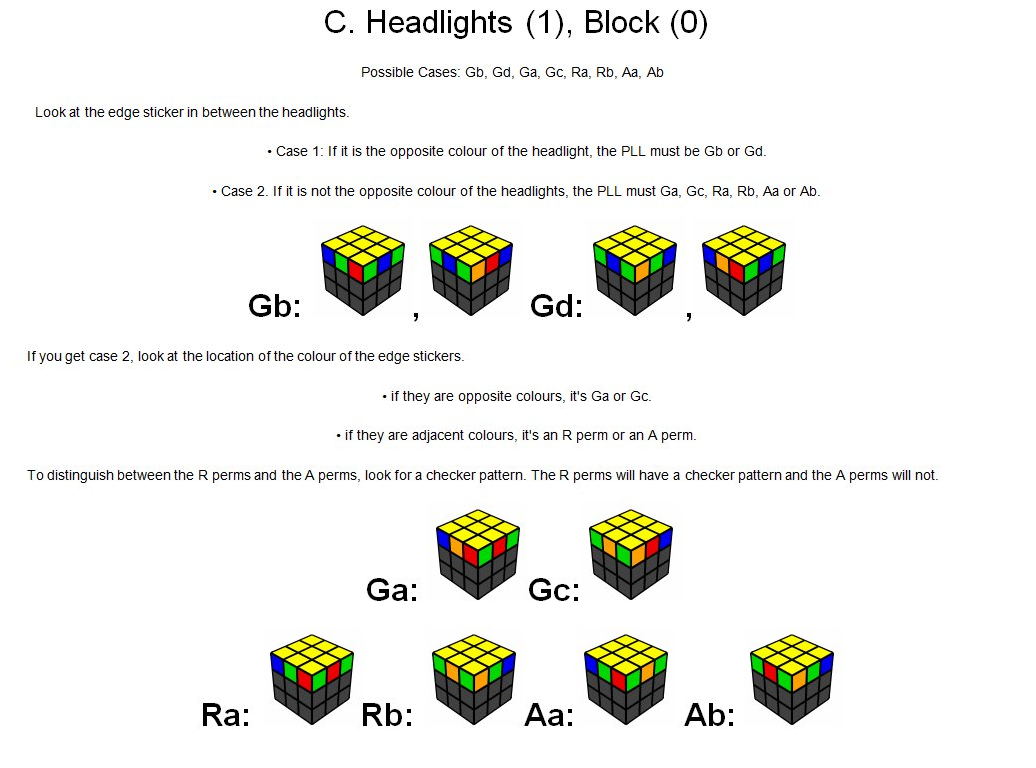 C. Headlights (1), Block (0)
Possible Cases: Gb, Gd, Ga, Gc, Ra, Rb, Aa, Ab
Look at the edge sticker in between the headlights.
• Case 1: If it is the opposite colour of the headlight, the PLL must be Gb or Gd.
• Case 2. If it is not the opposite colour of the headlights, the PLL must Ga, Gc, Ra, Rb, Aa or Ab.
Gb: , Gd: ,
If you get case 2, look at the location of the colour of the edge stickers.
• if they are opposite colours, it's Ga or Gc.
• if they are adjacent colours, it's an R perm or an A perm.
To distinguish between the R perms and the A perms, look for a checker pattern. The R perms will have a checker pattern and the A perms will not.
Ga: Gc:
Ra: Rb: Aa: Ab: